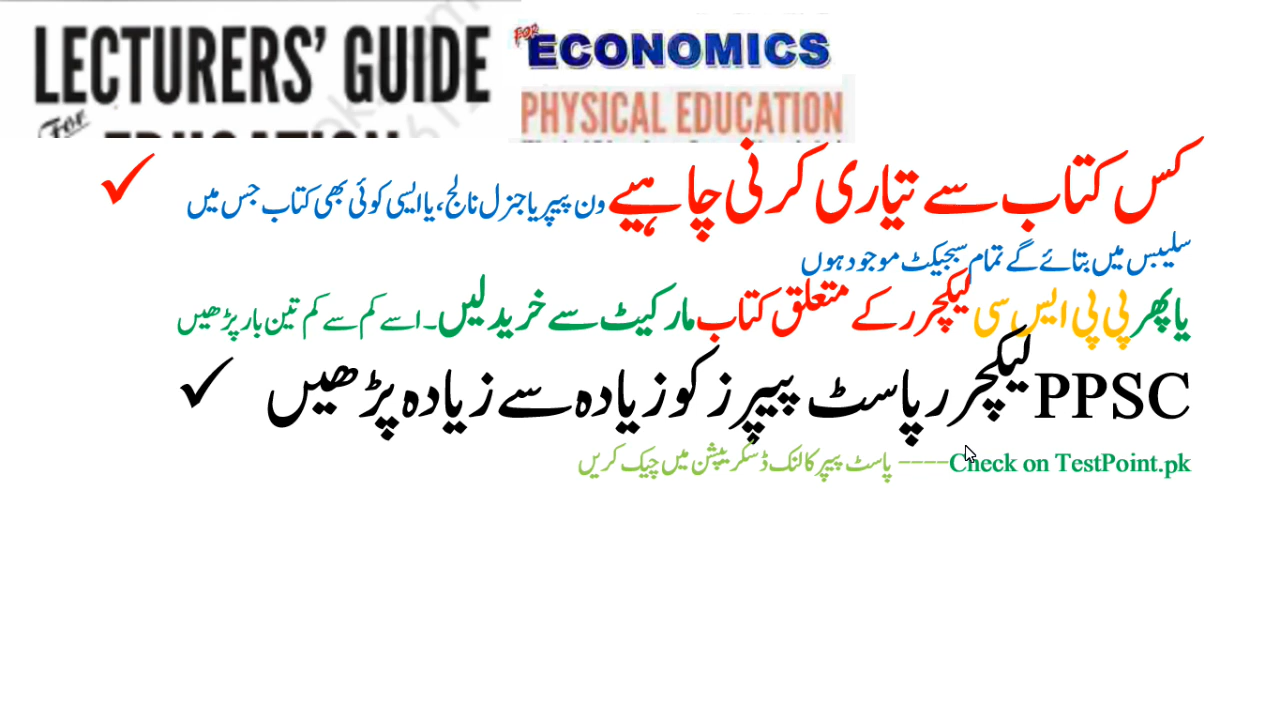 LECTURERS' GUIDE
For
EDUCATION
FOR ECONOMICS
PHYSICAL EDUCATION
کس کتاب سے تیاری کرنی چاہیے ون پیپر یا جنرل نالج، یا ایسی کوئی بھی کتاب جس میں ✓
سلیبس میں بتائے گے تمام سبجیکٹ موجود ہوں
یا پھر پی پی ایس سی لیکچرر کے متعلق کتاب مارکیٹ سے خرید لیں۔ اسے کم سے کم تین بار پڑھیں
PPSC لیکچرر پاسٹ پیپرز کو زیادہ سے زیادہ پڑھیں ✓
Check on TestPoint.pk ---- پاسٹ پیپر کا لنک ڈسکرپشن میں چیک کریں